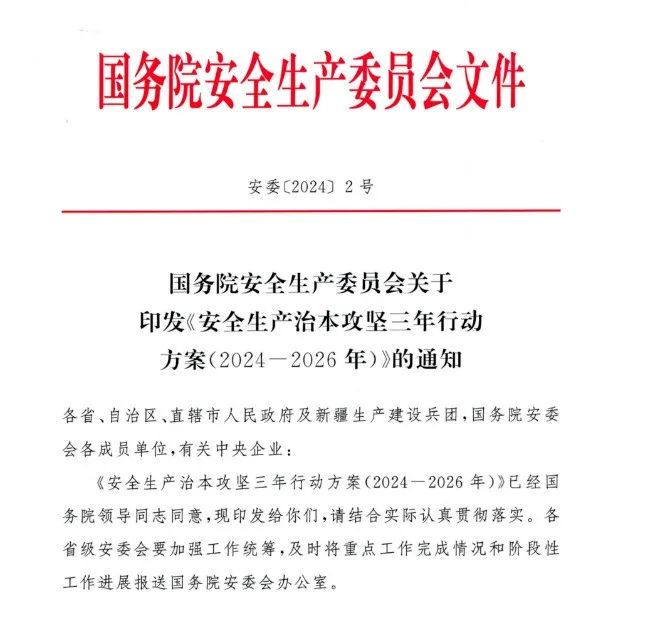 国务院安全生产委员会文件
安委〔2024〕2号
国务院安全生产委员会关于
印发《安全生产治本攻坚三年行动
方案(2024—2026年)》的通知
各省、自治区、直辖市人民政府及新疆生产建设兵团,国务院安委
会各成员单位,有关中央企业:
《安全生产治本攻坚三年行动方案(2024—2026年)》已经国
务院领导同志同意,现印发给你们,请结合实际认真贯彻落实。各
省级安委会要加强工作统筹,及时将重点工作完成情况和阶段性
工作进展报送国务院安委会办公室。